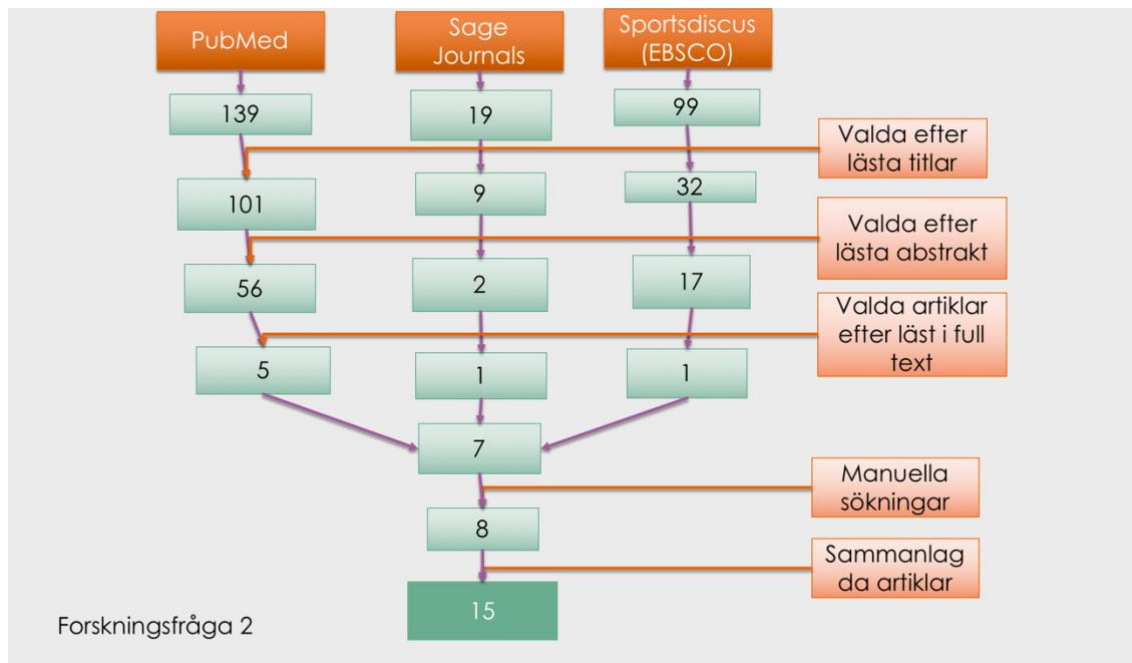 PubMed
Sage
Journals
Sportsdiscus
(EBSCO)
139
19
99
Valda efter
lästa titlar
101
9
32
Valda efter
lästa abstrakt
56
2
17
Valda artiklar
efter läst i full
text
5
1
1
7
Manuella
sökningar
8
Sammanlag
da artiklar
15
Forskningsfråga 2